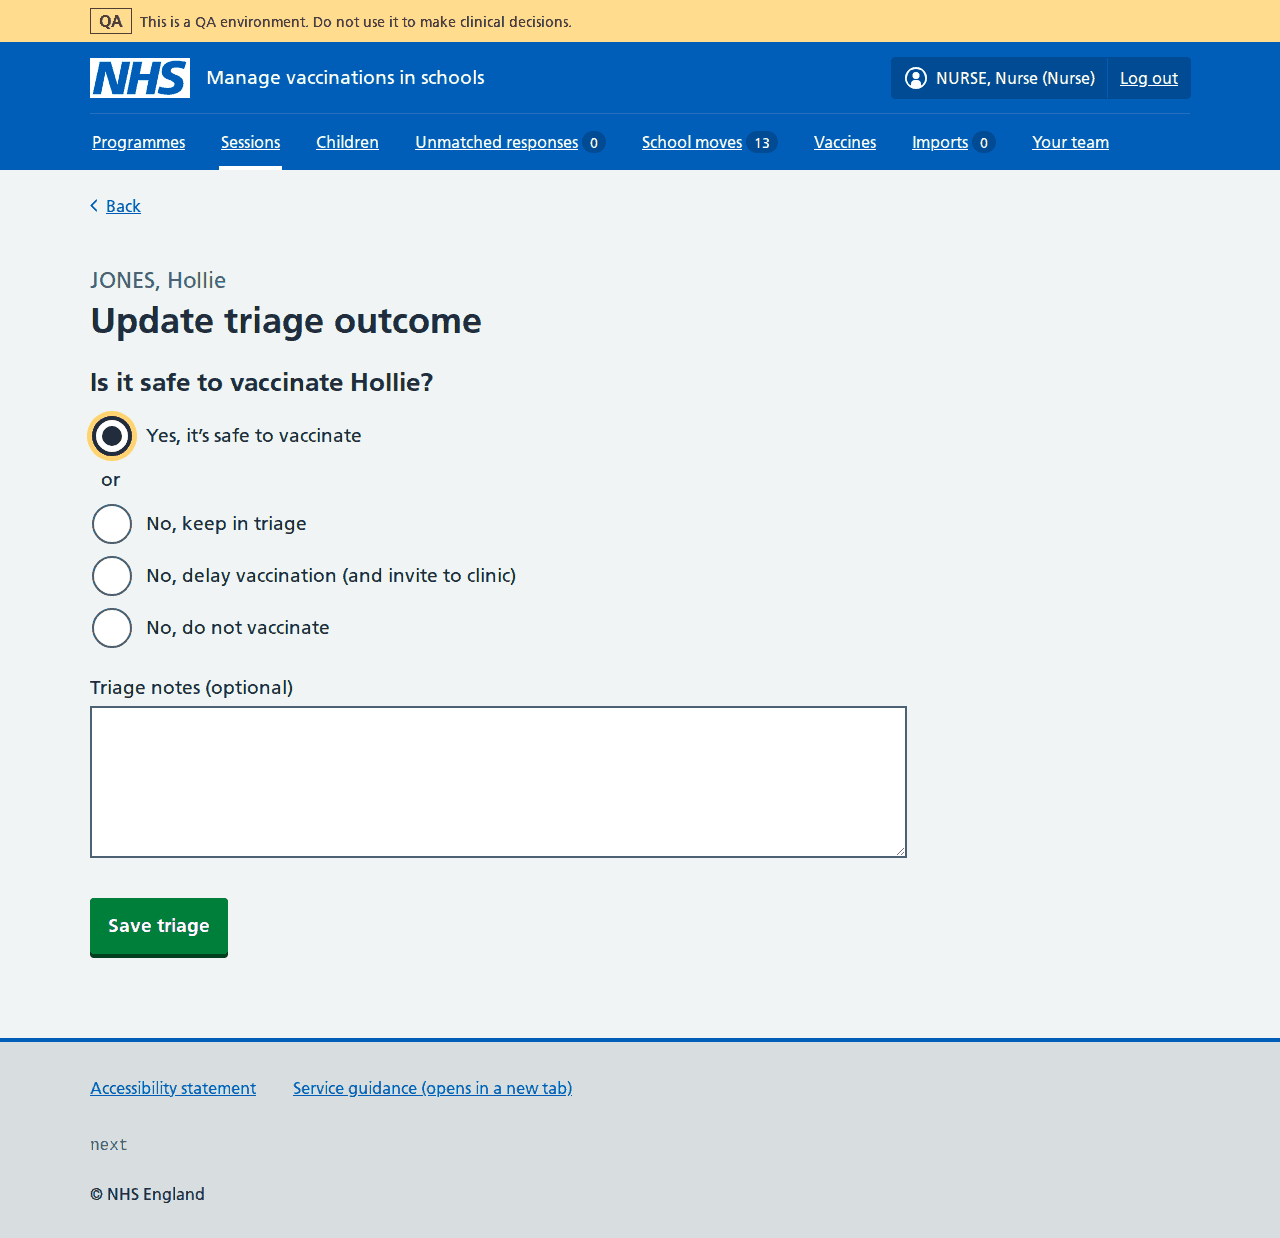 QA This is a QA environment. Do not use it to make clinical decisions.
NHS Manage vaccinations in schools NURSE, Nurse (Nurse) Log out
Programmes Sessions Children Unmatched responses 0 School moves 13 Vaccines Imports 0 Your team
Back
JONES, Hollie
Update triage outcome
Is it safe to vaccinate Hollie?
Yes, it’s safe to vaccinate
or
No, keep in triage
No, delay vaccination (and invite to clinic)
No, do not vaccinate
Triage notes (optional)
Save triage
Accessibility statement Service guidance (opens in a new tab)
next
© NHS England